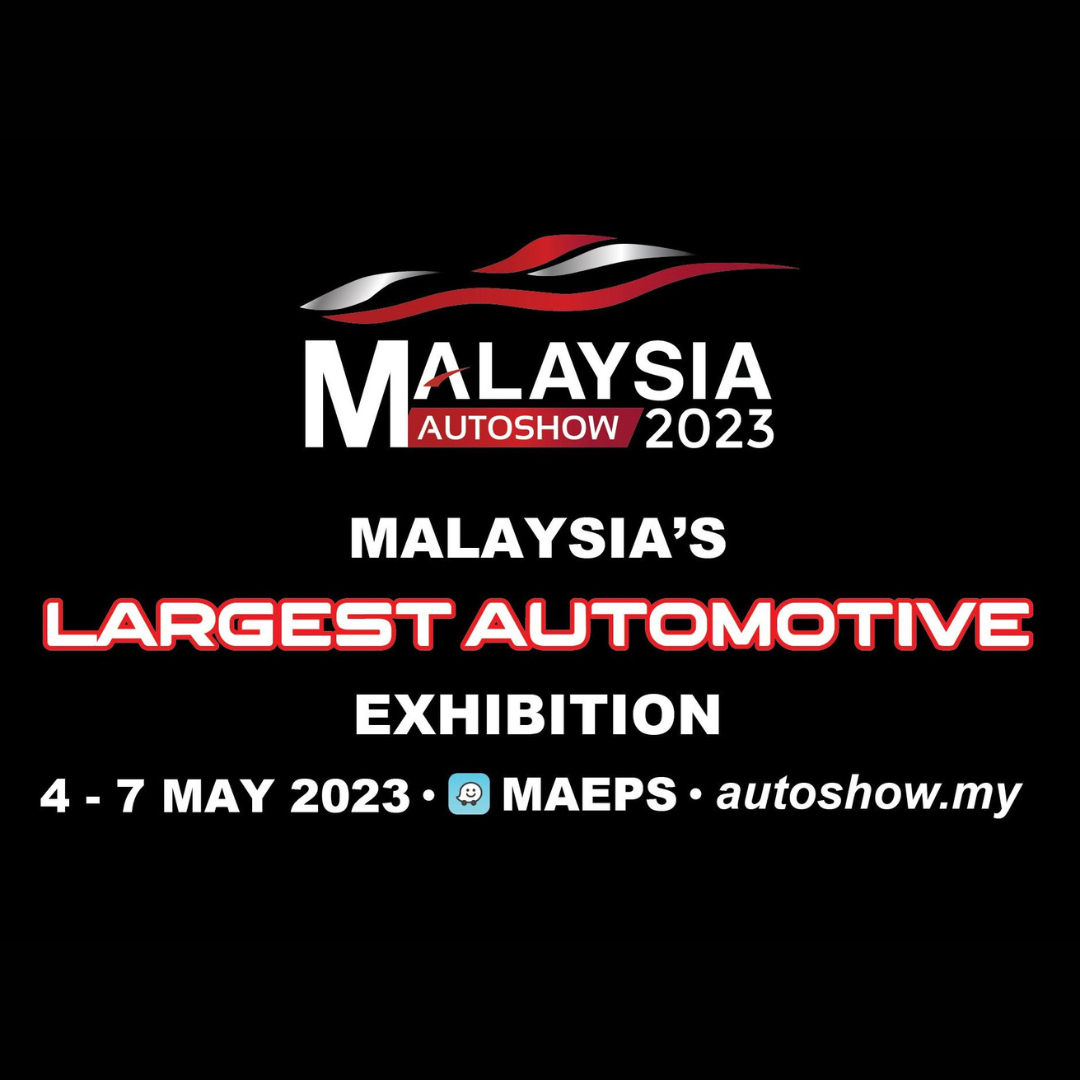 MALAYSIA
AUTOSHOW 2023
MALAYSIA'S
LARGEST AUTOMOTIVE
EXHIBITION
4 - 7 MAY 2023 • MAEPS • autoshow.my